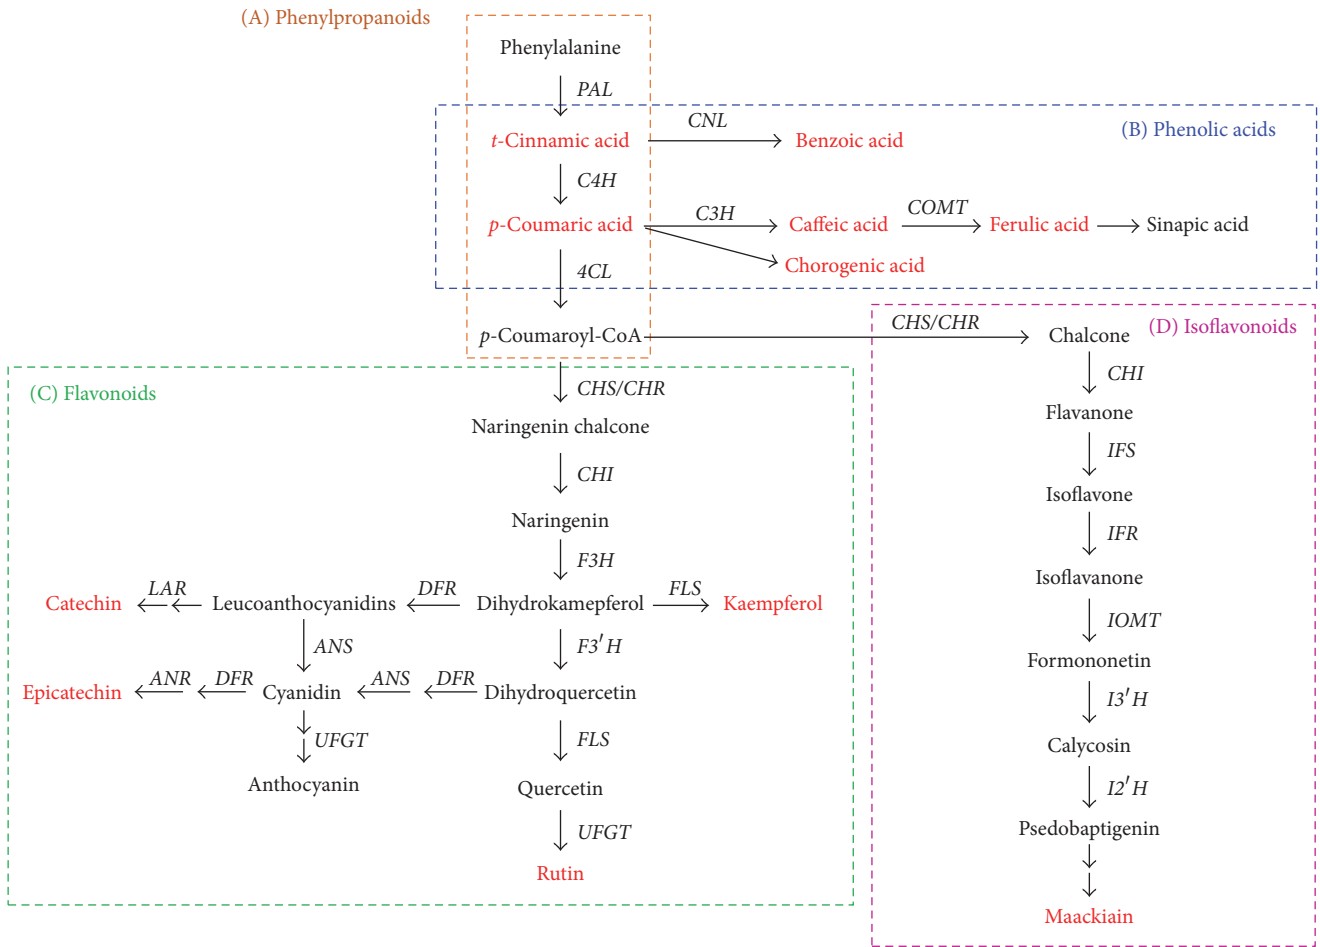 (A) Phenylpropanoids
Phenylalanine
PAL
(B) Phenolic acids
t-Cinnamic acid
CNL
Benzoic acid
C4H
p-Coumaric acid
C3H
Caffeic acid
COMT
Ferulic acid
Sinapic acid
Chorogenic acid
4CL
p-Coumaroyl-CoA
CHS/CHR
Chalcone
(D) Isoflavonoids
CHI
Flavanone
IFS
Isoflavone
IFR
Isoflavanone
IOMT
Formononetin
I3′H
Calycosin
I2′H
Psedobaptigenin
Maackiain
(C) Flavonoids
CHS/CHR
Naringenin chalcone
CHI
Naringenin
F3H
Catechin
LAR
Leucoanthocyanidins
DFR
Dihydrokamepferol
FLS
Kaempferol
ANS
F3′H
Epicatechin
ANR
DFR
Cyanidin
ANS
DFR
Dihydroquercetin
UFGT
FLS
Anthocyanin
Quercetin
UFGT
Rutin